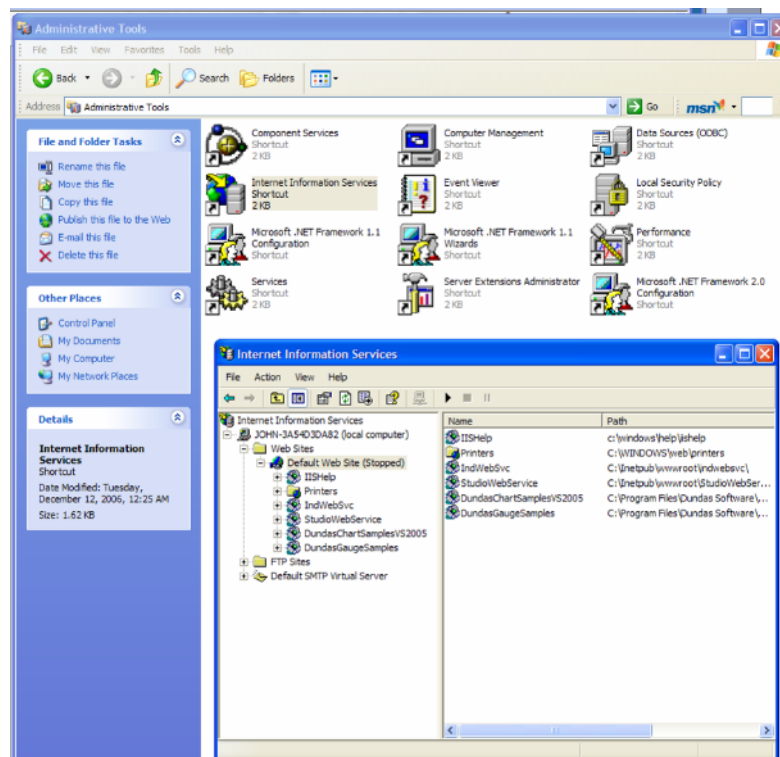 Administrative Tools
File Edit View Favorites Tools Help
Back Search Folders
Address Administrative Tools Go msn
File and Folder Tasks
Rename this file
Move this file
Copy this file
Publish this file to the Web
E-mail this file
Delete this file
Other Places
Control Panel
My Documents
My Computer
My Network Places
Details
Internet Information
Services
Shortcut
Date Modified: Tuesday,
December 12, 2006, 12:25 AM
Size: 1.62 KB
Component Services
Shortcut
2 KB
Computer Management
Shortcut
2 KB
Data Sources (ODBC)
Shortcut
2 KB
Internet Information Services
Shortcut
2 KB
Event Viewer
Shortcut
2 KB
Local Security Policy
Shortcut
2 KB
Microsoft .NET Framework 1.1
Configuration
Shortcut
Microsoft .NET Framework 1.1
Wizards
Shortcut
Performance
Shortcut
2 KB
Services
Shortcut
2 KB
Server Extensions Administrator
Shortcut
2 KB
Microsoft .NET Framework 2.0
Configuration
Shortcut
Internet Information Services
File Action View Help
Internet Information Services
JOHN-3A54D3DA82 (local computer)
Web Sites
Default Web Site (Stopped)
IISHelp
Printers
IndWebSvc
StudioWebService
DundasChartSamplesVS2005
DundasGaugeSamples
FTP Sites
Default SMTP Virtual Server
Name Path
IISHelp c:\windows\help\iishelp
Printers C:\WINDOWS\web\printers
IndWebSvc C:\Inetpub\wwwroot\indwebsvc\
StudioWebService C:\Inetpub\wwwroot\StudioWebSer...
DundasChartSamplesVS2005 C:\Program Files\Dundas Software\,...
DundasGaugeSamples C:\Program Files\Dundas Software\,...